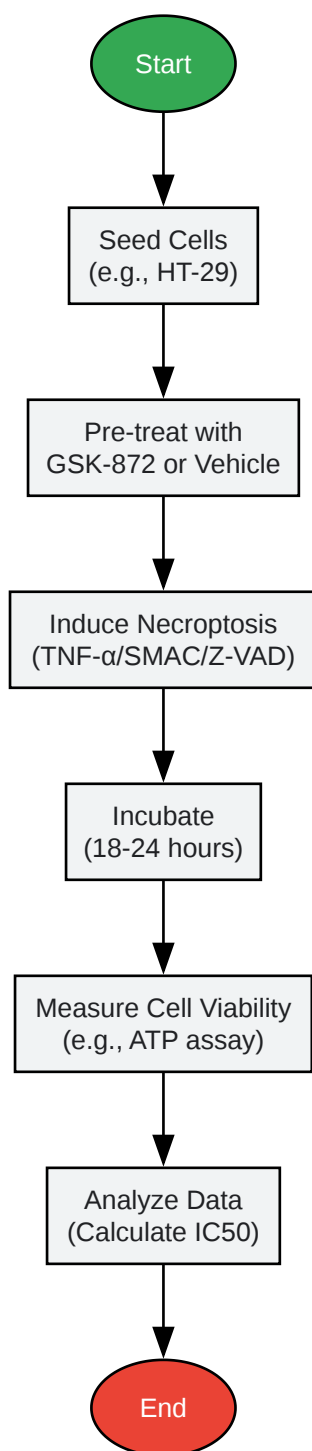 Start
Seed Cells
(e.g., HT-29)
Pre-treat with
GSK-872 or Vehicle
Induce Necroptosis
(TNF-α/SMAC/Z-VAD)
Incubate
(18-24 hours)
Measure Cell Viability
(e.g., ATP assay)
Analyze Data
(Calculate IC50)
End